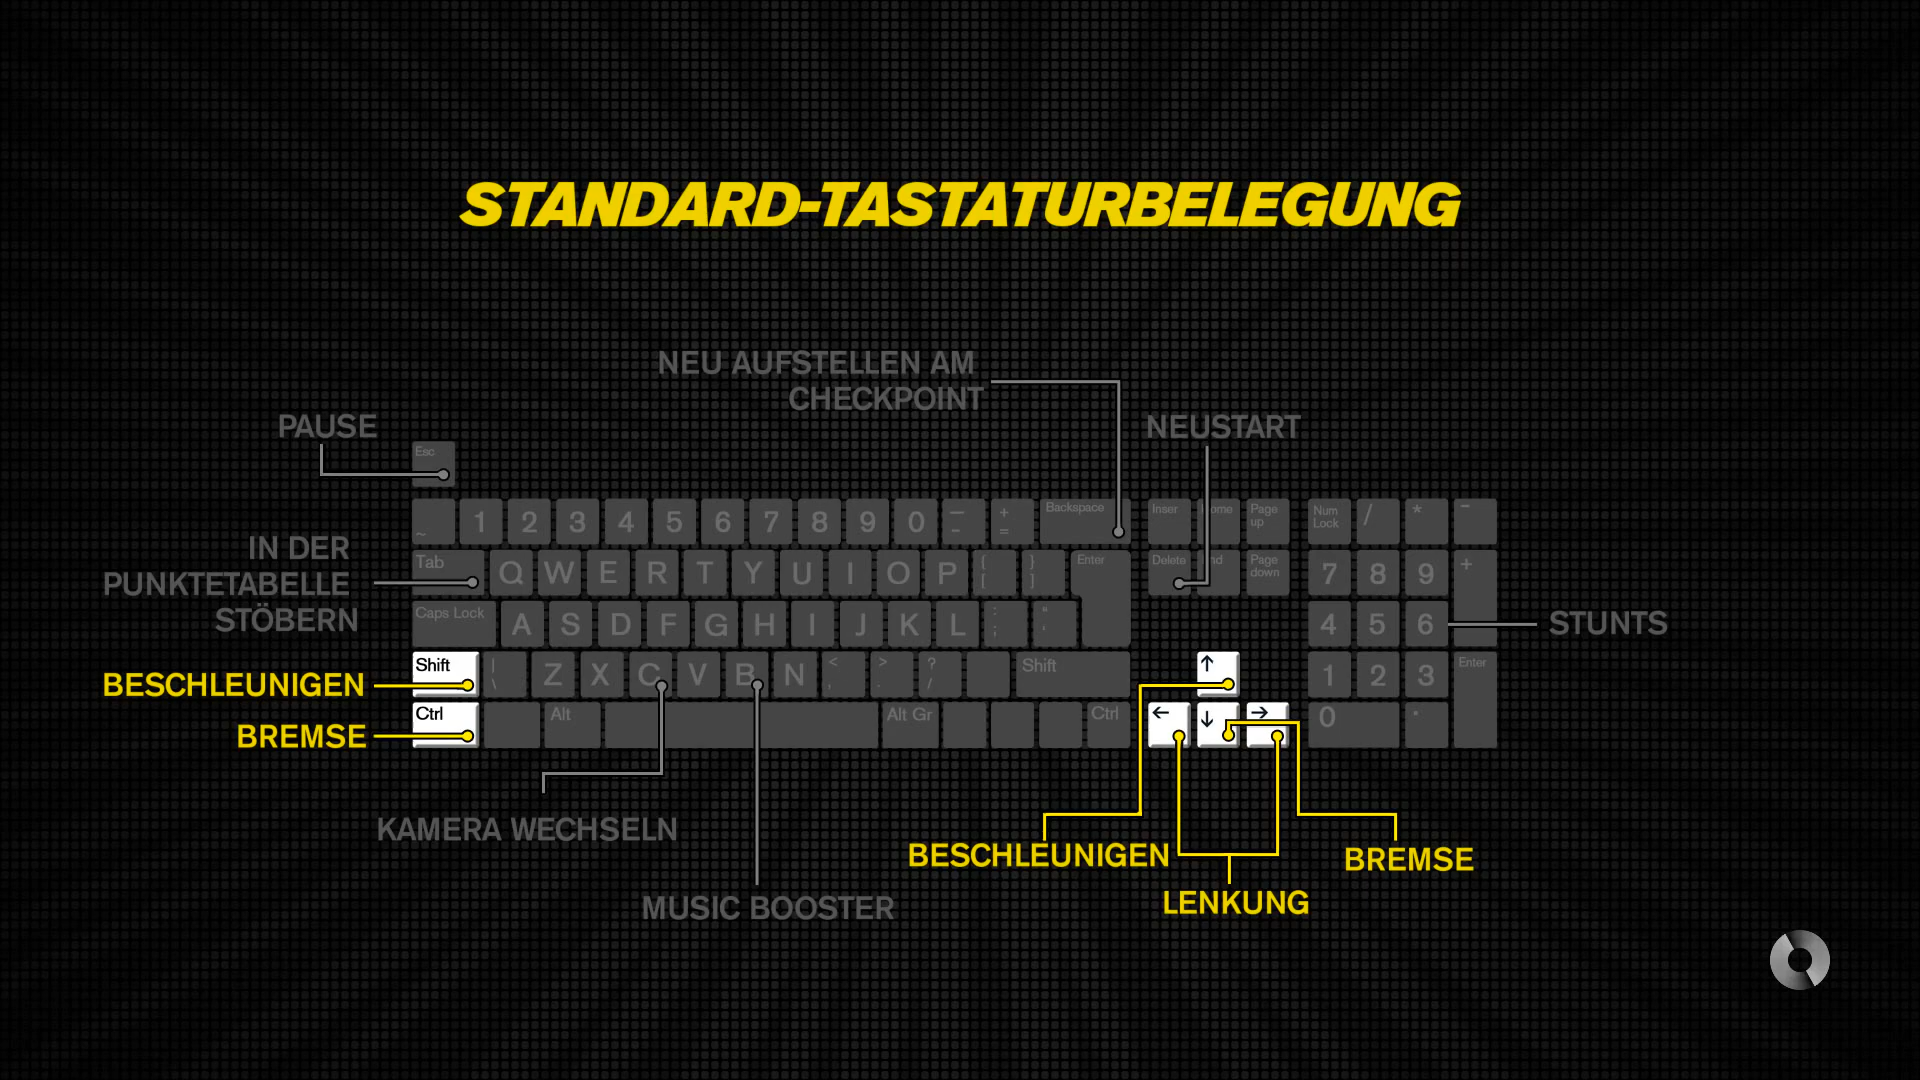 STANDARD-TASTATURBELEGUNG
NEU AUFSTELLEN AM
CHECKPOINT
PAUSE
NEUSTART
Esc
~ 1 2 3 4 5 6 7 8 9 0 — - + = Backspace Inser ome Page up Num Lock / * -
IN DER
PUNKTETABELLE
STÖBERN
Tab Q W E R T Y U I O P { [ } ] Enter Delete nd Page down 7 8 9 +
Caps Lock A S D F G H I J K L : ; " ' 4 5 6
STUNTS
BESCHLEUNIGEN
Shift | \ Z X C V B N < , > . ? / Shift ↑ 1 2 3 Enter
BREMSE
Ctrl Alt Alt Gr Ctrl ← ↓ → 0 .
KAMERA WECHSELN
BESCHLEUNIGEN
BREMSE
LENKUNG
MUSIC BOOSTER